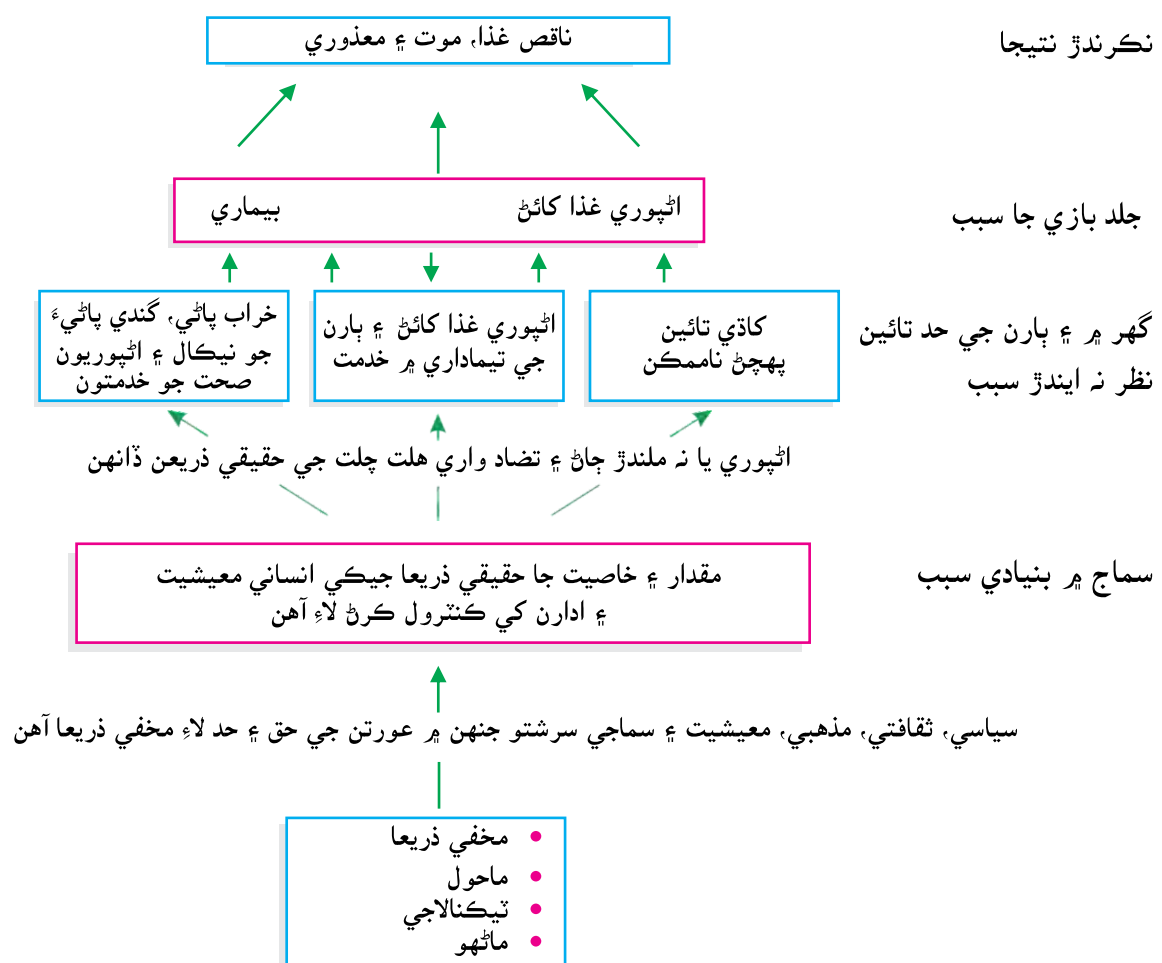 نڪرندڙ نتيجا
ناقص غذا، موت ۽ معذوري
جلد بازي جا سبب
اڻپوري غذا کائڻ
بيماري
گھر ۾ ۽ ٻارن جي حد تائين
نظر نہ ايندڙ سبب
کاڌي تائين
پهچڻ ناممڪن
اڻپوري غذا کائڻ ۽ ٻارن
جي تيماداري ۾ خدمت
خراب پاڻي، گندي پاڻيءَ
جو نيڪال ۽ اڻپوريون
صحت جو خدمتون
اڻپوري يا نہ ملندڙ ڄاڻ ۽ تضاد واري هلت چلت جي حقيقي ذريعن ڏانهن
سماج ۾ بنيادي سبب
مقدار ۽ خاصيت جا حقيقي ذريعا جيڪي انساني معيشيت
۽ ادارن کي ڪنٽرول ڪرڻ لاءِ آهن
سياسي، ثقافتي، مذهبي، معيشيت ۽ سماجي سرشتو جنهن ۾ عورتن جي حق ۽ حد لاءِ مخفي ذريعا آهن
• مخفي ذريعا
• ماحول
• ٽيڪنالاجي
• ماڻهو